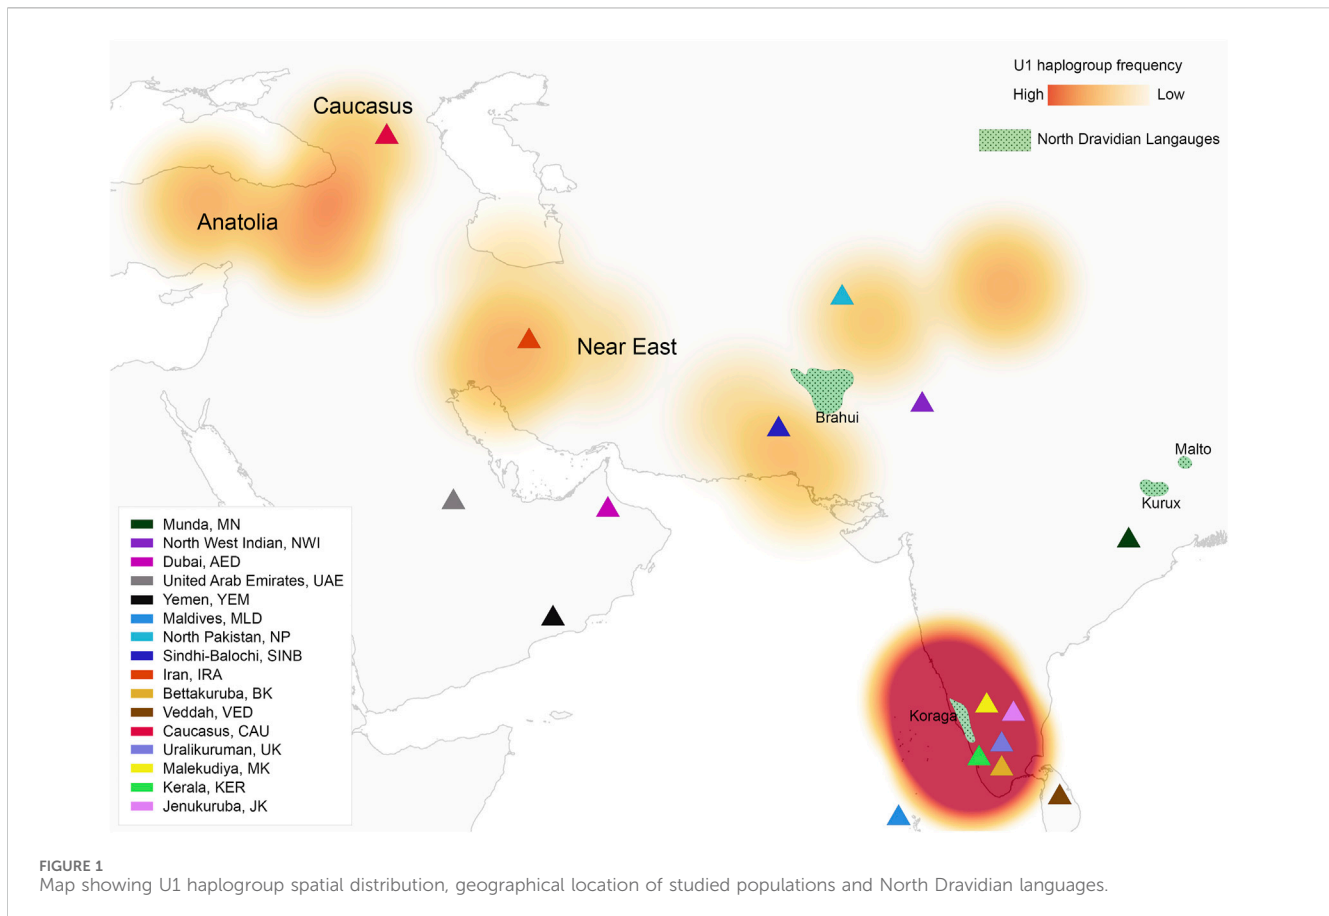 Caucasus
Anatolia
Near East
U1 haplogroup frequency
High Low
North Dravidian Langauges
Brahui
Malto
Kurux
Koraga
Munda, MN
North West Indian, NWI
Dubai, AED
United Arab Emirates, UAE
Yemen, YEM
Maldives, MLD
North Pakistan, NP
Sindhi-Balochi, SINB
Iran, IRA
Bettakuruba, BK
Veddah, VED
Caucasus, CAU
Uralikuruman, UK
Malekudiya, MK
Kerala, KER
Jenukuruba, JK
FIGURE 1
Map showing U1 haplogroup spatial distribution, geographical location of studied populations and North Dravidian languages.